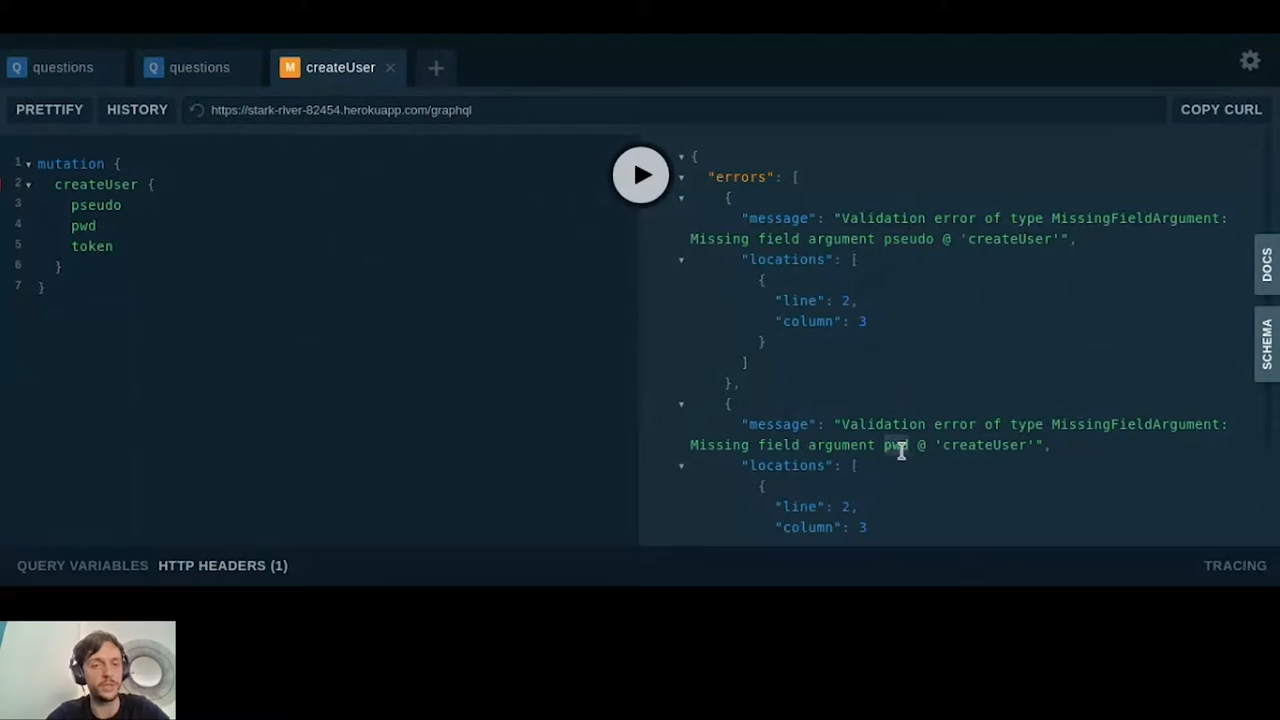 Q questions
Q questions
M createUser
PRETTIFY
HISTORY
https://stark-river-82454.herokuapp.com/graphql
COPY CURL
1 mutation {
2 createUser {
3 pseudo
4 pwd
5 token
6 }
7 }
{
"errors": [
{
"message": "Validation error of type MissingFieldArgument:
Missing field argument pseudo @ 'createUser'",
"locations": [
{
"line": 2,
"column": 3
}
]
},
{
"message": "Validation error of type MissingFieldArgument:
Missing field argument pwd @ 'createUser'",
"locations": [
{
"line": 2,
"column": 3
DOCS
SCHEMA
QUERY VARIABLES
HTTP HEADERS (1)
TRACING